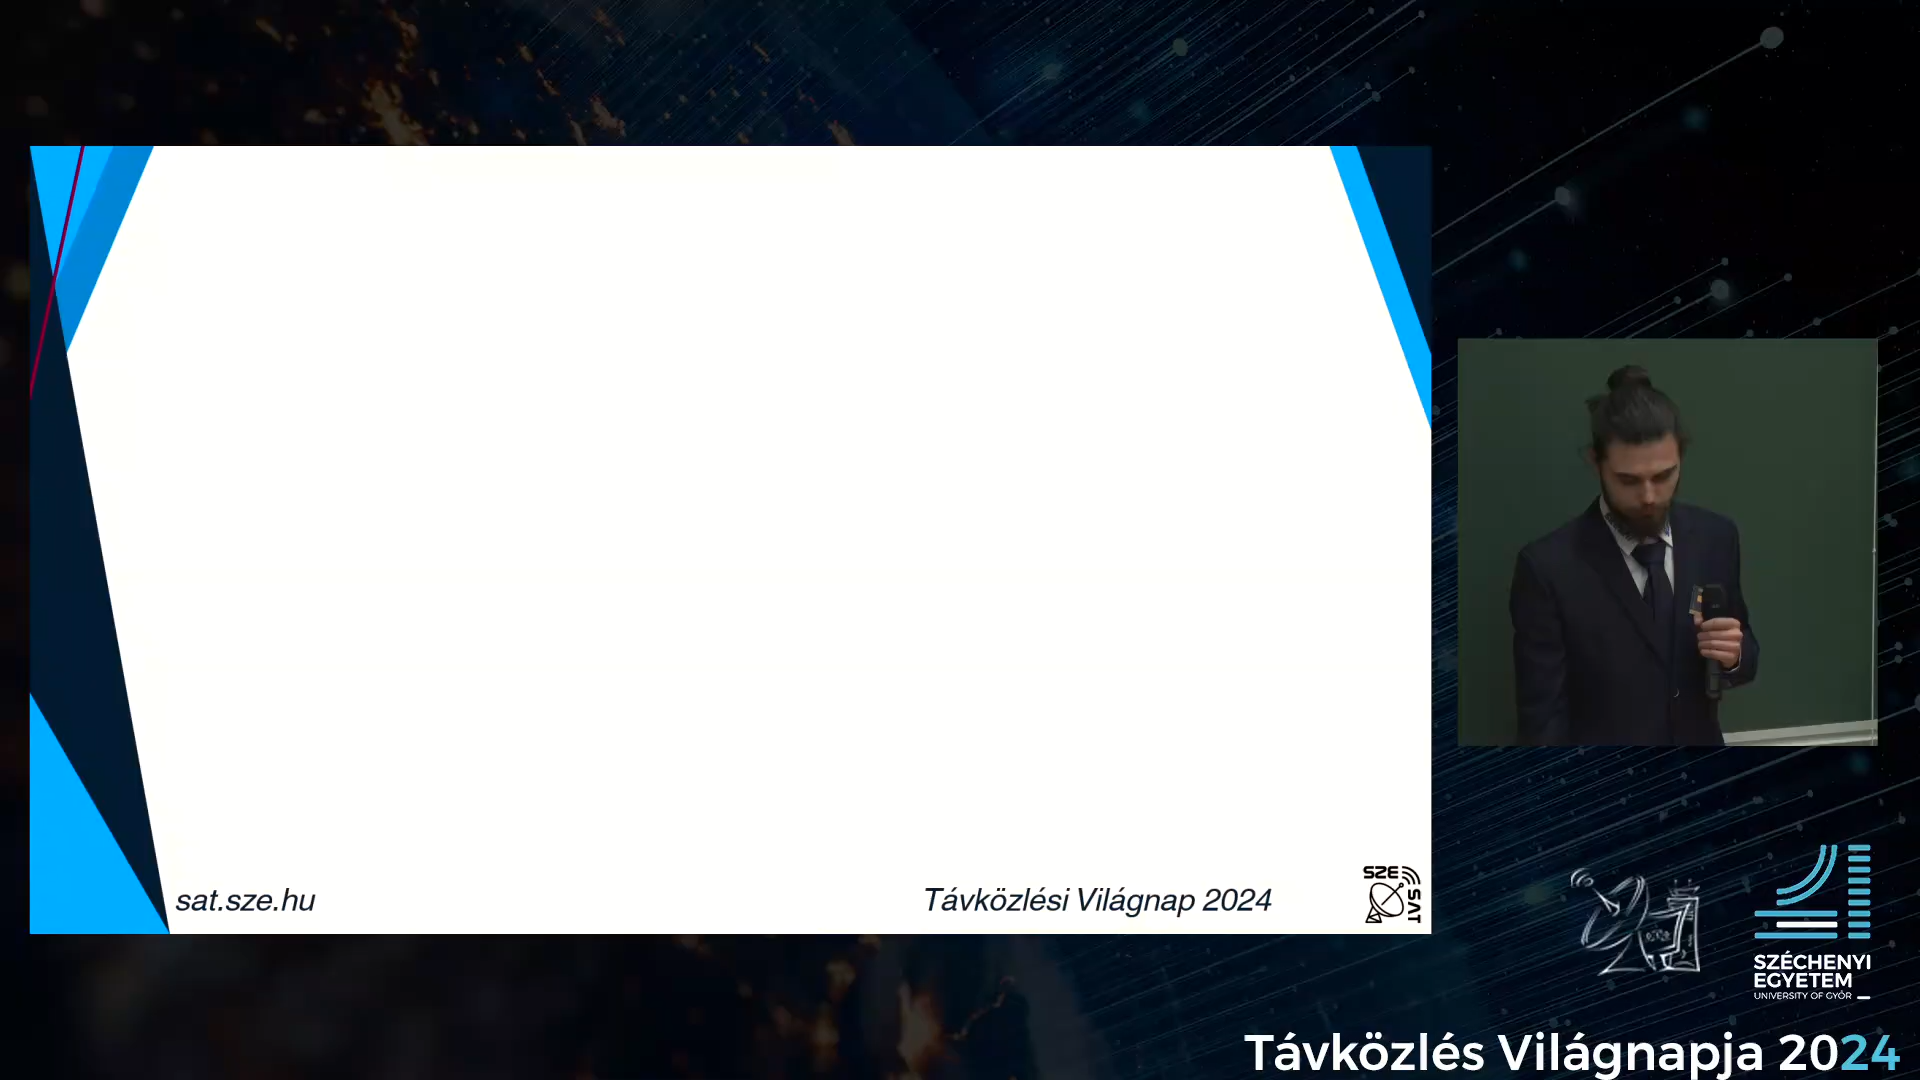 sat.sze.hu
Távközlési Világnap 2024
SZE
SAT
SZÉCHENYI
EGYETEM
UNIVERSITY OF GYŐR
Távközlés Világnapja 2024